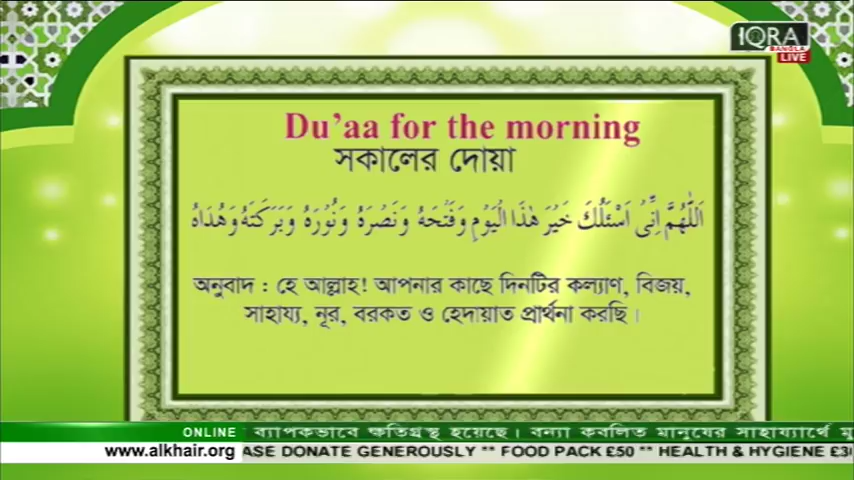 IQRA
BANGLA
LIVE
Du'aa for the morning
সকালের দোয়া
اَللّٰهُمَّ اِنِّىْ اَسْئَلُكَ خَيْرَ هٰذَا الْيَوْمِ وَفَتْحَهُ وَنَصْرَهُ وَنُوْرَهُ وَبَرَكَتَهُ وَهُدَاهُ
অনুবাদ : হে আল্লাহ! আপনার কাছে দিনটির কল্যাণ, বিজয়,
সাহায্য, নূর, বরকত ও হেদায়াত প্রার্থনা করছি।
ONLINE ব্যাপকভাবে ক্ষতিগ্রস্থ হয়েছে। বন্যা কবলিত মানুষের সাহায্যার্থে
www.alkhair.org ASE DONATE GENEROUSLY ** FOOD PACK £50 ** HEALTH & HYGIENE £3